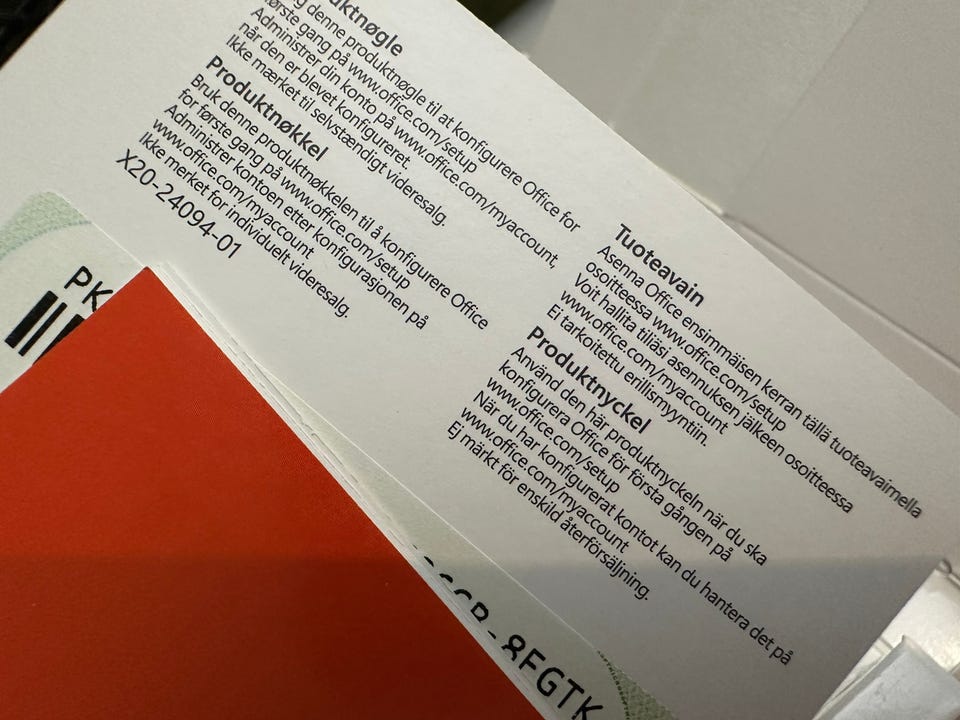 ktnøgle
denne produktnøgle til at konfigurere Office for
første gang på www.office.com/setup
Administrer din konto på www.office.com/myaccount,
når den er blevet konfigureret.
Ikke mærket til selvstændigt videresalg.
Produktnøkkel
Bruk denne produktnøkkelen til å konfigurere Office
for første gang på www.office.com/setup
Administrer kontoen etter konfigurasjonen på
www.office.com/myaccount
Ikke merket for individuelt videresalg.
X20-24094-01
Tuoteavain
Asenna Office ensimmäisen kerran tällä tuoteavaimella
osoitteessa www.office.com/setup
Voit hallita tiliäsi asennuksen jälkeen osoitteessa
www.office.com/myaccount
Ei tarkoitettu erillismyyntiin.
Produktnyckel
Använd den här produktnyckeln när du ska
konfigurera Office för första gången på
www.office.com/setup
När du har konfigurerat kontot kan du hantera det på
www.office.com/myaccount
Ej märkt för enskild återförsäljning.
PK
8FGTK